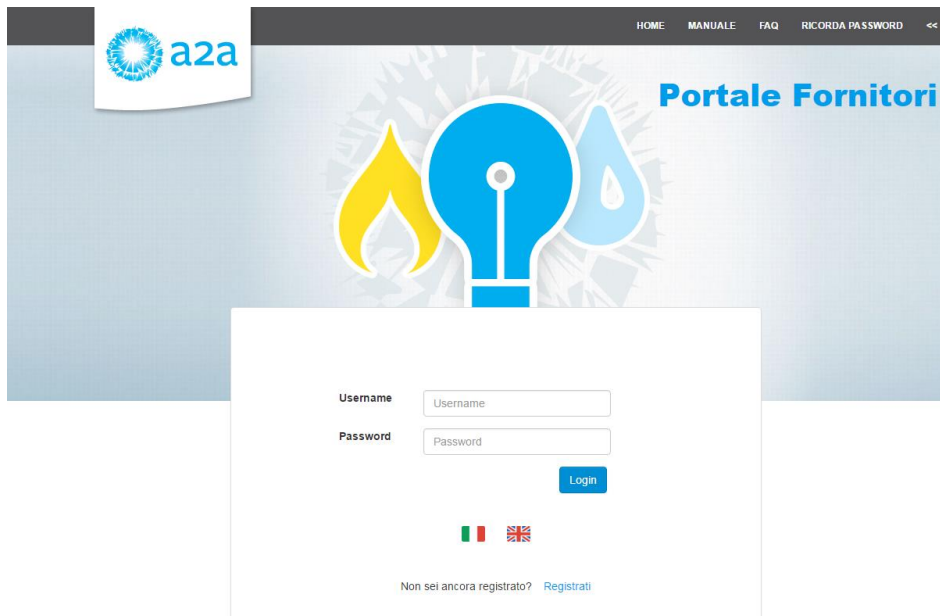 a2a
HOME MANUALE FAQ RICORDA PASSWORD <<
Portale Fornitori
Username Username
Password Password
Login
Non sei ancora registrato? Registrati